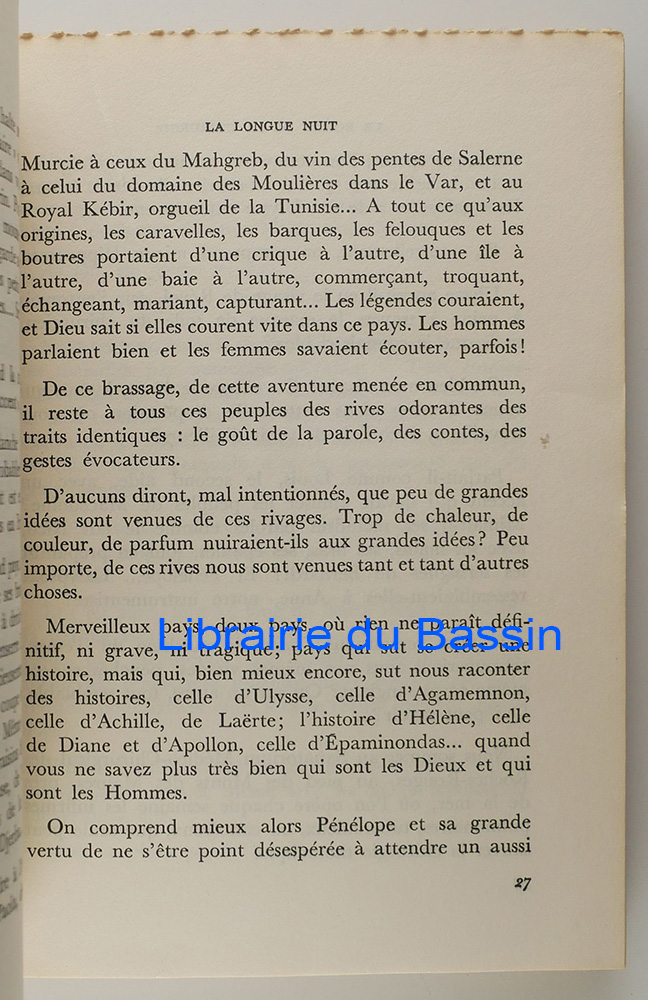 LA LONGUE NUIT
Murcie à ceux du Mahgreb, du vin des pentes de Salerne
à celui du domaine des Moulières dans le Var, et au
Royal Kébir, orgueil de la Tunisie... A tout ce qu'aux
origines, les caravelles, les barques, les felouques et les
boutres portaient d'une crique à l'autre, d'une île à
l'autre, d'une baie à l'autre, commerçant, troquant,
échangeant, mariant, capturant... Les légendes couraient,
et Dieu sait si elles courent vite dans ce pays. Les hommes
parlaient bien et les femmes savaient écouter, parfois!
De ce brassage, de cette aventure menée en commun,
il reste à tous ces peuples des rives odorantes des
traits identiques : le goût de la parole, des contes, des
gestes évocateurs.
D'aucuns diront, mal intentionnés, que peu de grandes
idées sont venues de ces rivages. Trop de chaleur, de
couleur, de parfum nuiraient-ils aux grandes idées? Peu
importe, de ces rives nous sont venues tant et tant d'autres
choses.
Merveilleux pays, doux pays, où rien ne paraît défi-
nitif, ni grave, ni tragique; pays qui sut se créer une
Librairie du Bassin
histoire, mais qui, bien mieux encore, sut nous raconter
des histoires, celle d'Ulysse, celle d'Agamemnon,
celle d'Achille, de Laërte; l'histoire d'Hélène, celle
de Diane et d'Apollon, celle d'Épaminondas... quand
vous ne savez plus très bien qui sont les Dieux et qui
sont les Hommes.
On comprend mieux alors Pénélope et sa grande
vertu de ne s'être point désespérée à attendre un aussi
27